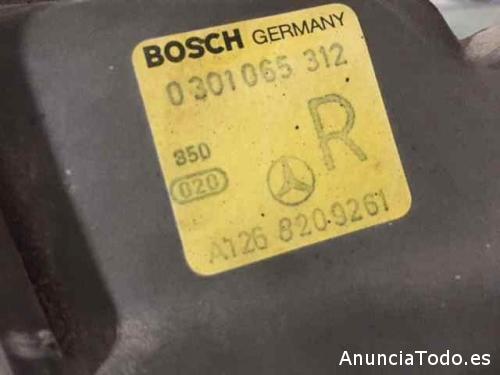 BOSCH GERMANY
0 301 065 312
R
350
020
A126 820 9261
AnunciaTodo.es